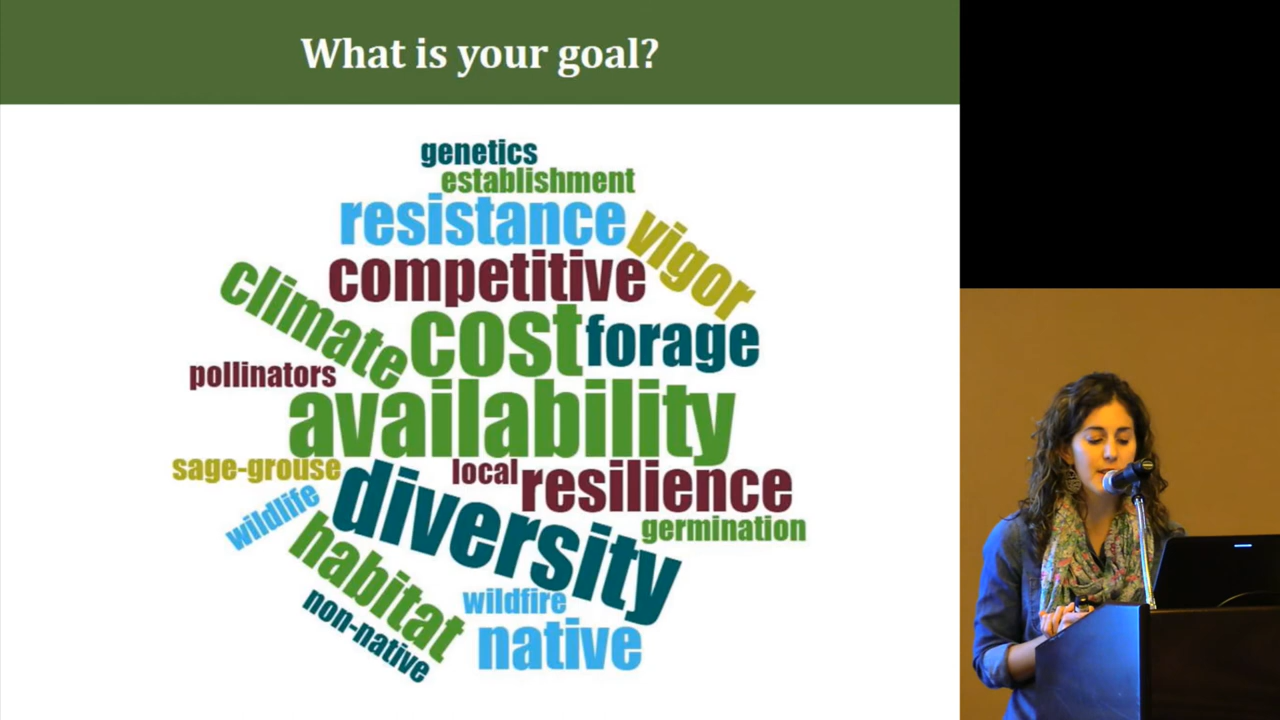 What is your goal?
genetics
establishment
resistance
vigor
competitive
climate
cost
forage
pollinators
availability
sage-grouse
local
resilience
diversity
wildlife
germination
habitat
wildfire
non-native
native